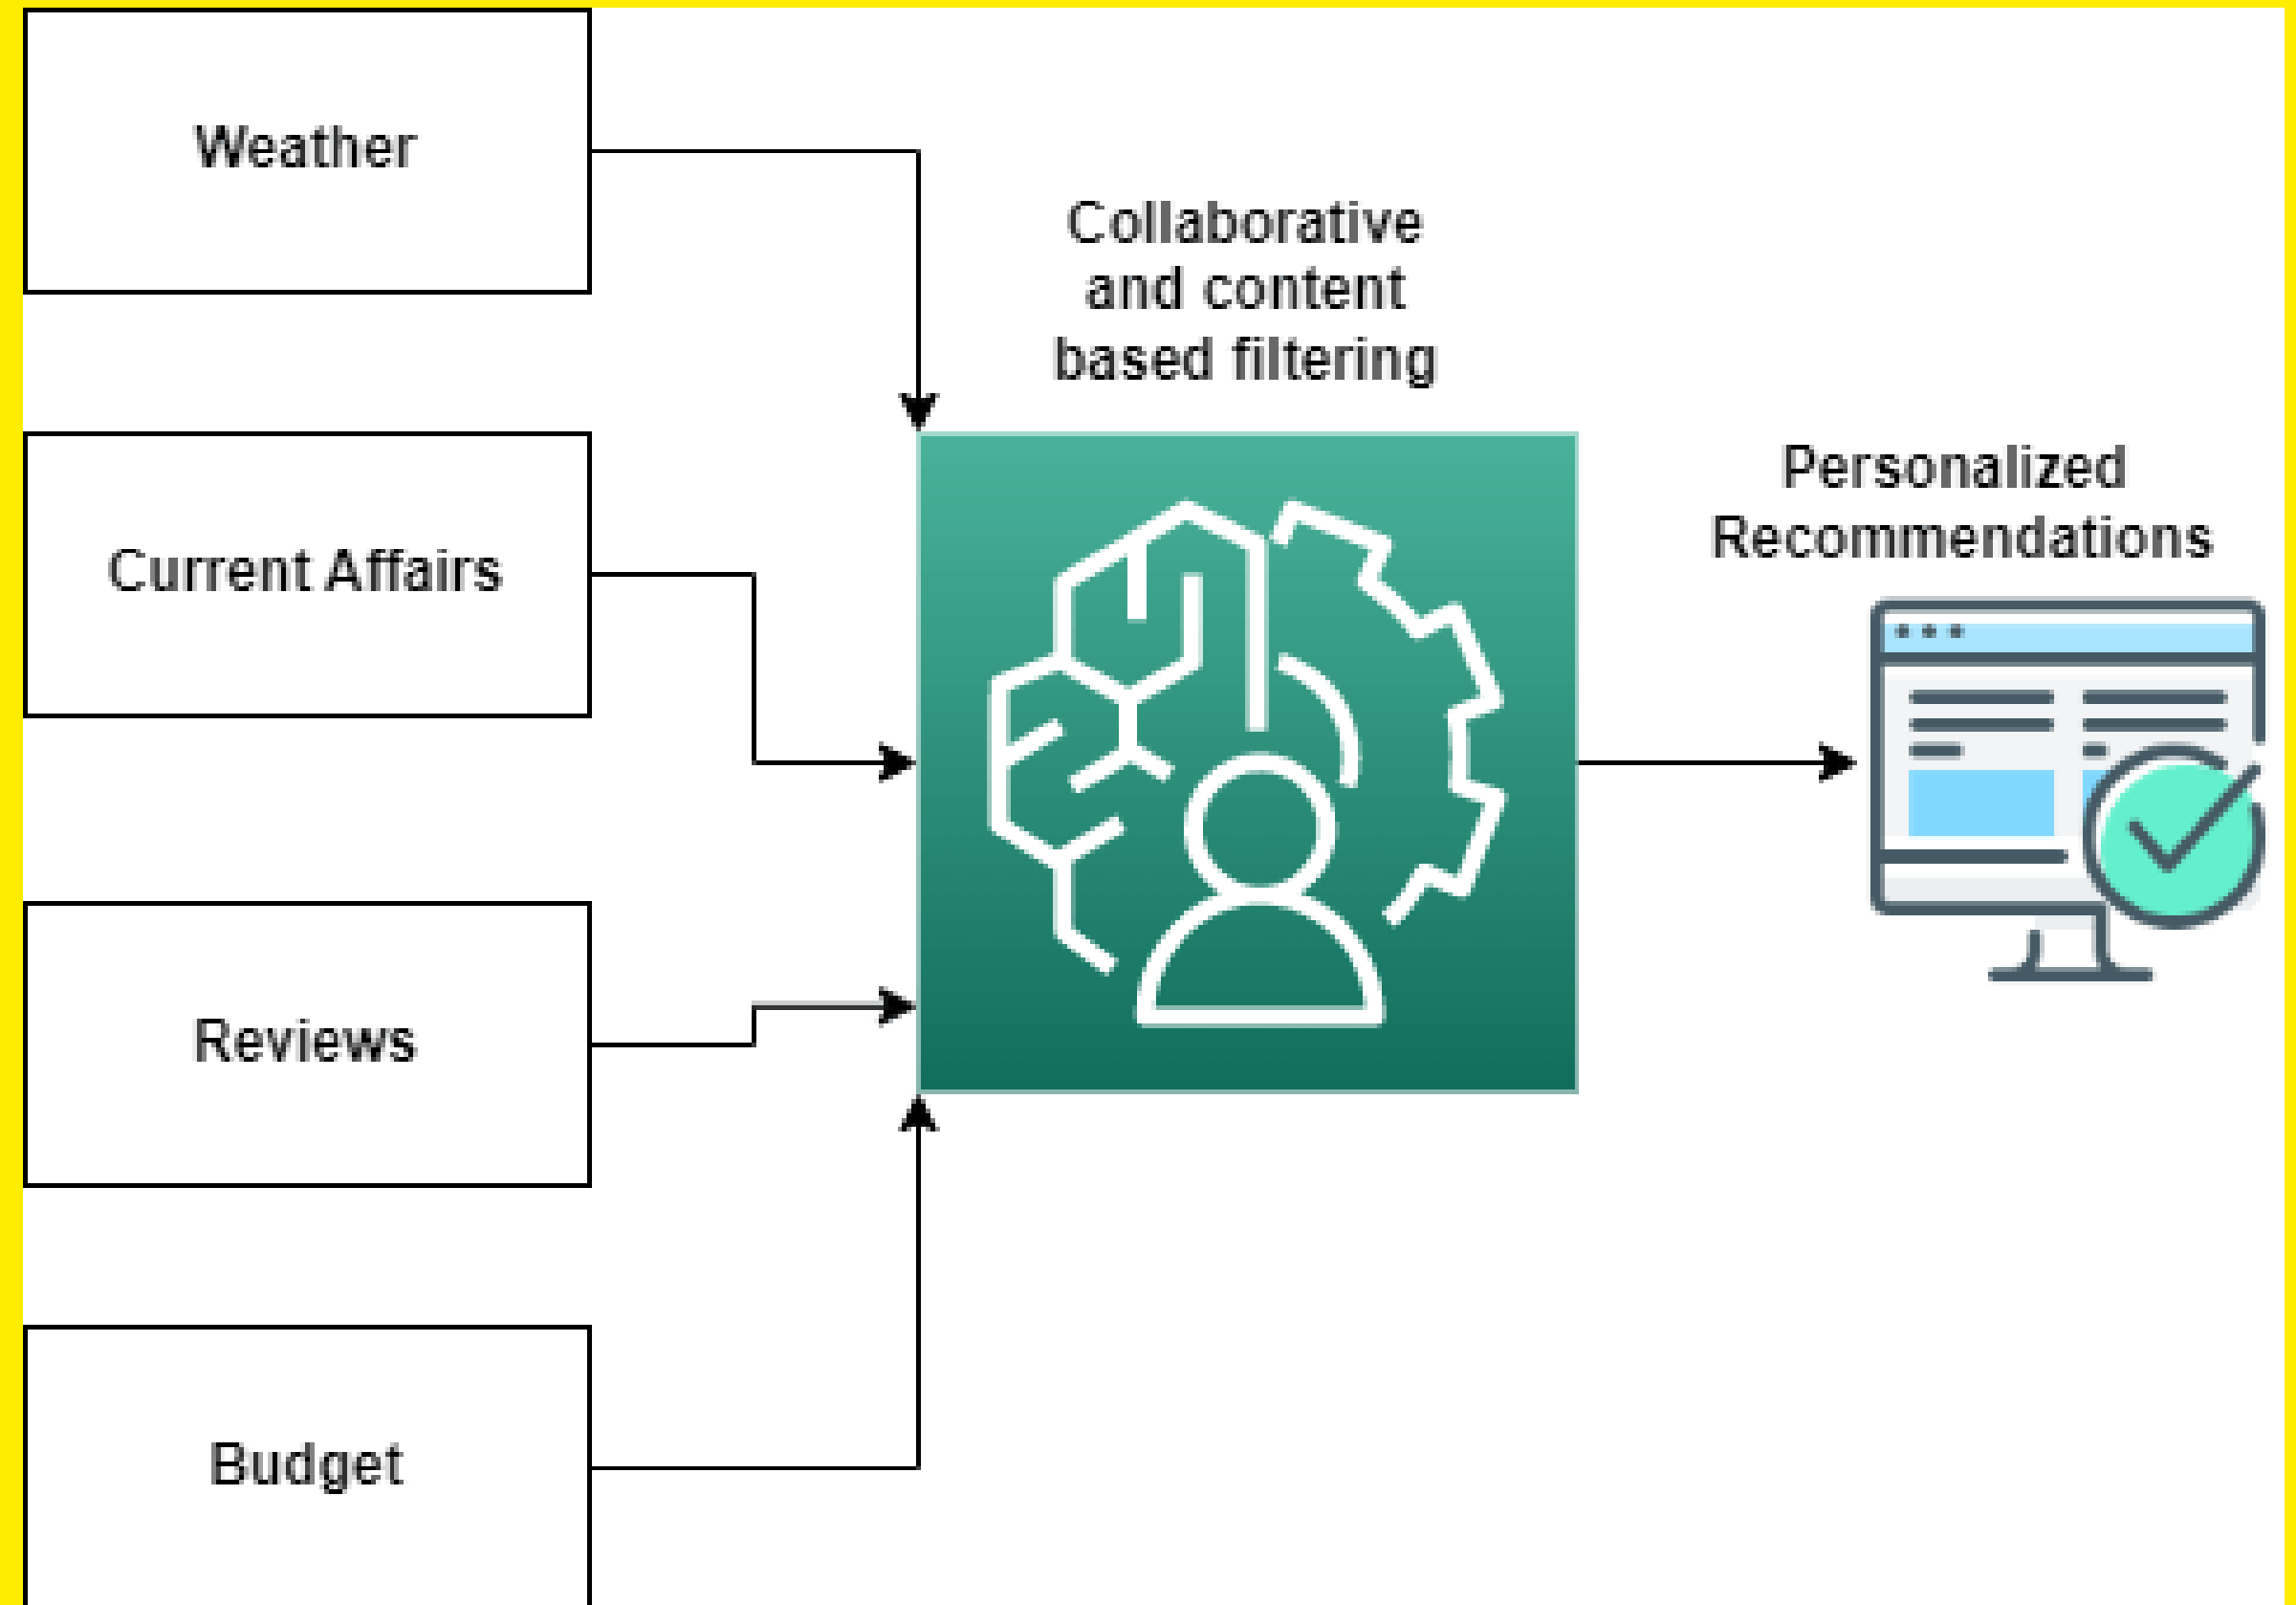 Weather
Collaborative
and content
based filtering
Personalized
Recommendations
Current Affairs
Reviews
Budget